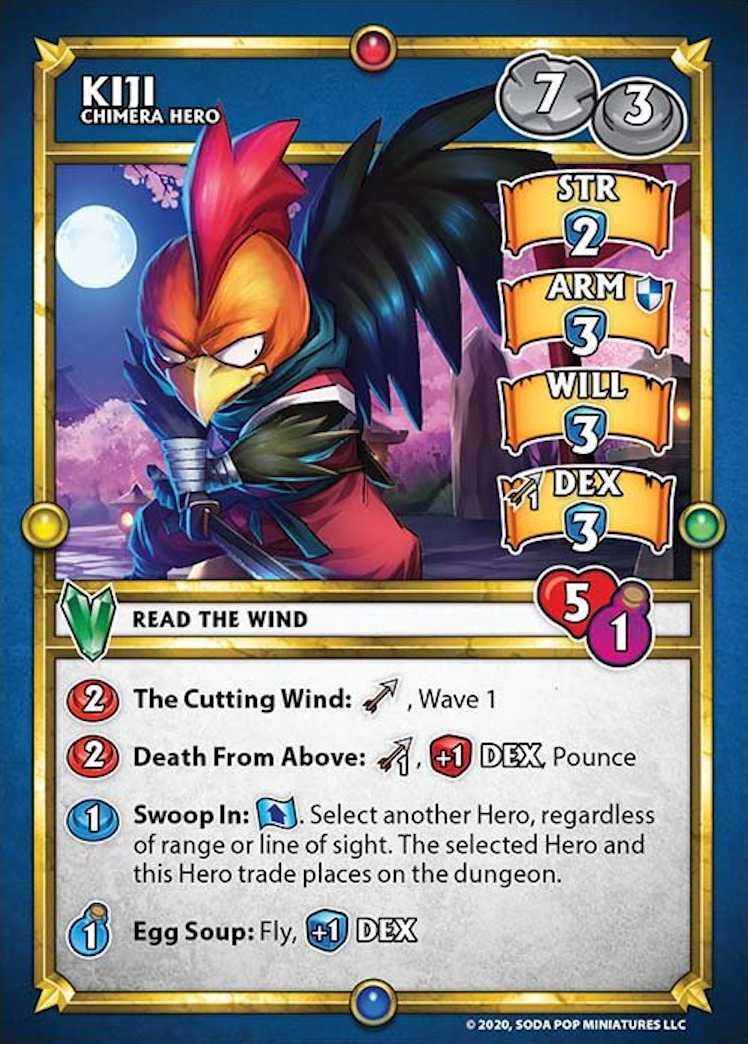 KIJI
CHIMERA HERO
7 3
STR
2
ARM
3
WILL
3
1 DEX
3
READ THE WIND
5
1
2 The Cutting Wind: , Wave 1
2 Death From Above: 1, +1 DEX, Pounce
1 Swoop In: . Select another Hero, regardless
of range or line of sight. The selected Hero and
this Hero trade places on the dungeon.
1 Egg Soup: Fly, +1 DEX
© 2020, SODA POP MINIATURES LLC